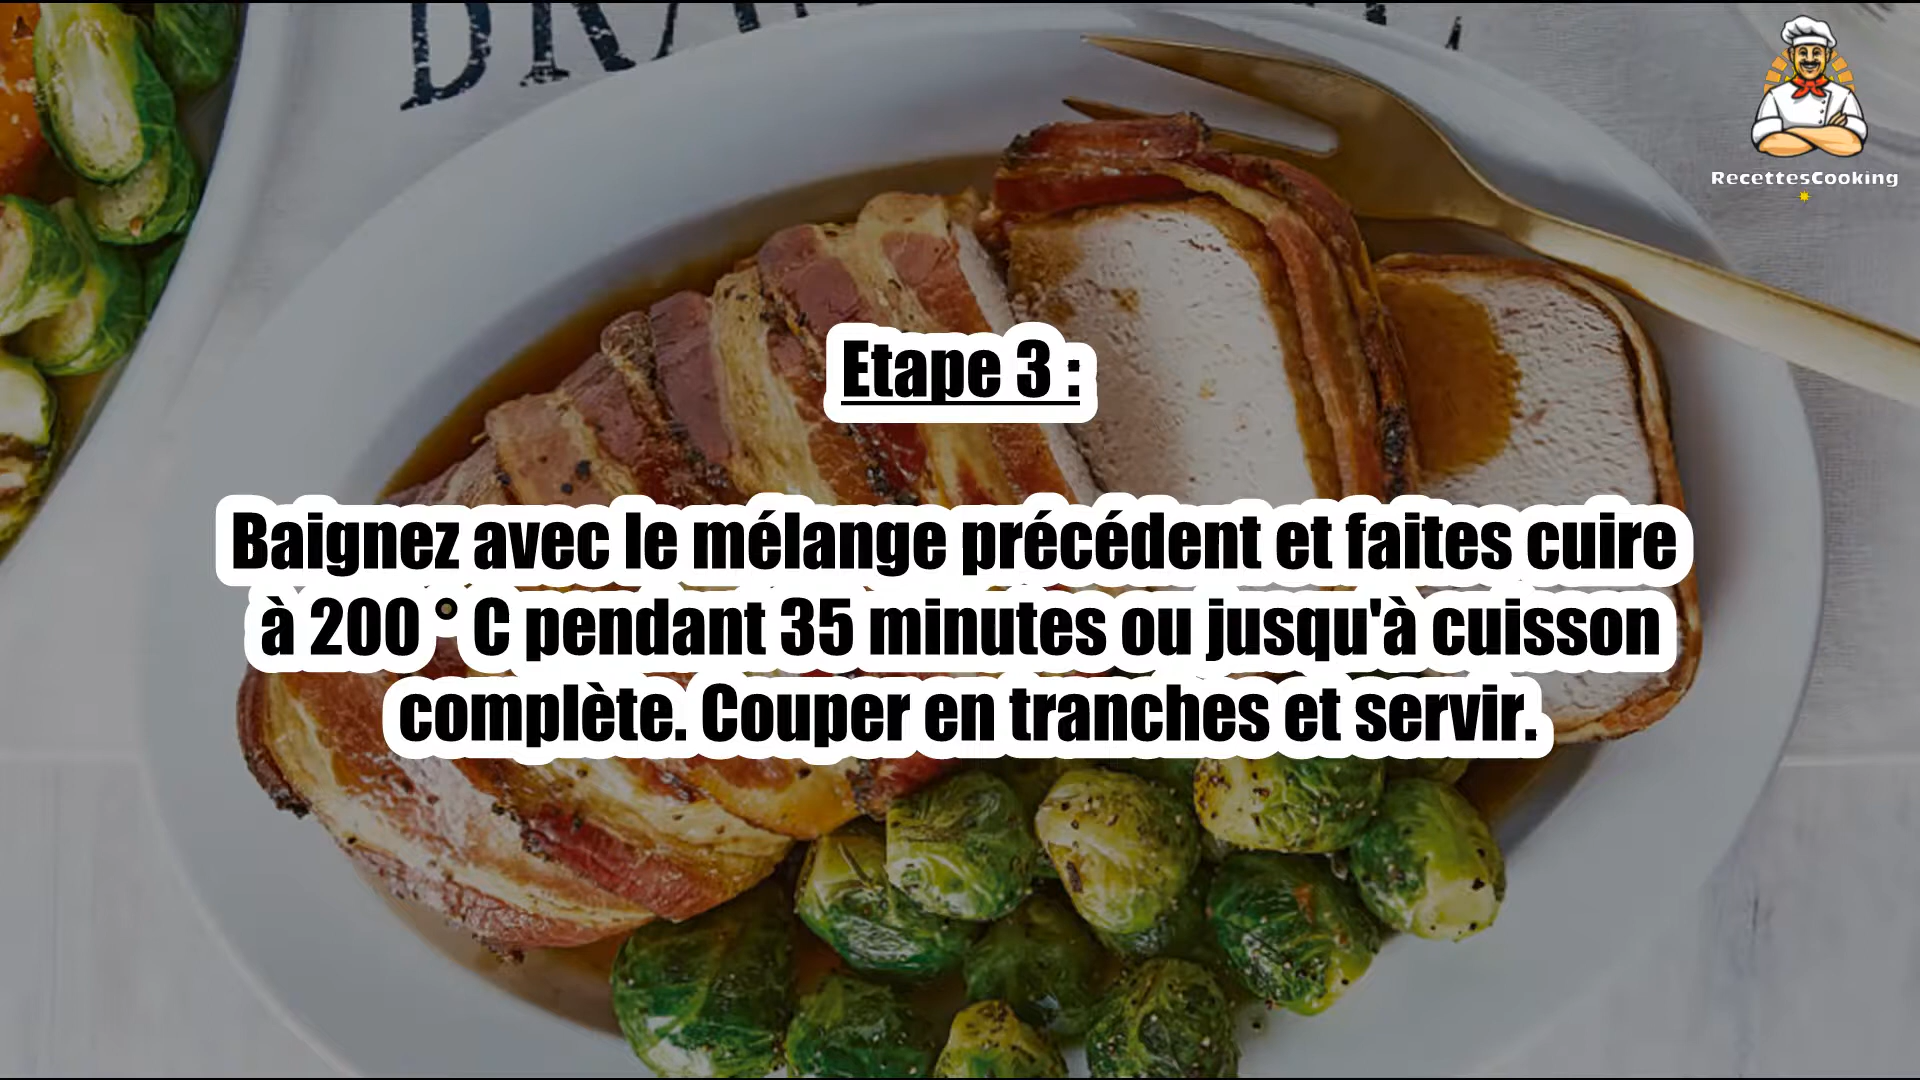 RecettesCooking
Etape 3 :
Baignez avec le mélange précédent et faites cuire
à 200 ° C pendant 35 minutes ou jusqu'à cuisson
complète. Couper en tranches et servir.